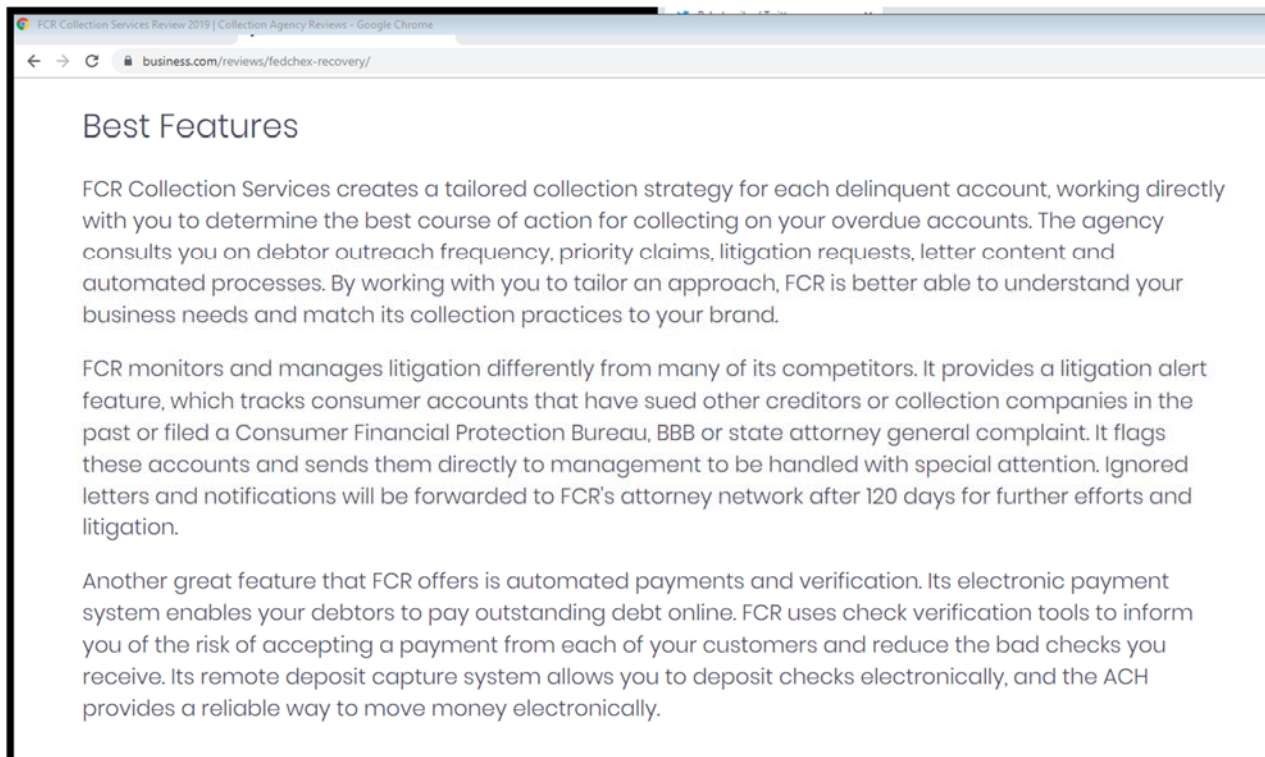 FCR Collection Services Review 2019 | Collection Agency Reviews - Google Chrome
business.com/reviews/fedchex-recovery/
Best Features
FCR Collection Services creates a tailored collection strategy for each delinquent account, working directly
with you to determine the best course of action for collecting on your overdue accounts. The agency
consults you on debtor outreach frequency, priority claims, litigation requests, letter content and
automated processes. By working with you to tailor an approach, FCR is better able to understand your
business needs and match its collection practices to your brand.
FCR monitors and manages litigation differently from many of its competitors. It provides a litigation alert
feature, which tracks consumer accounts that have sued other creditors or collection companies in the
past or filed a Consumer Financial Protection Bureau, BBB or state attorney general complaint. It flags
these accounts and sends them directly to management to be handled with special attention. Ignored
letters and notifications will be forwarded to FCR's attorney network after 120 days for further efforts and
litigation.
Another great feature that FCR offers is automated payments and verification. Its electronic payment
system enables your debtors to pay outstanding debt online. FCR uses check verification tools to inform
you of the risk of accepting a payment from each of your customers and reduce the bad checks you
receive. Its remote deposit capture system allows you to deposit checks electronically, and the ACH
provides a reliable way to move money electronically.